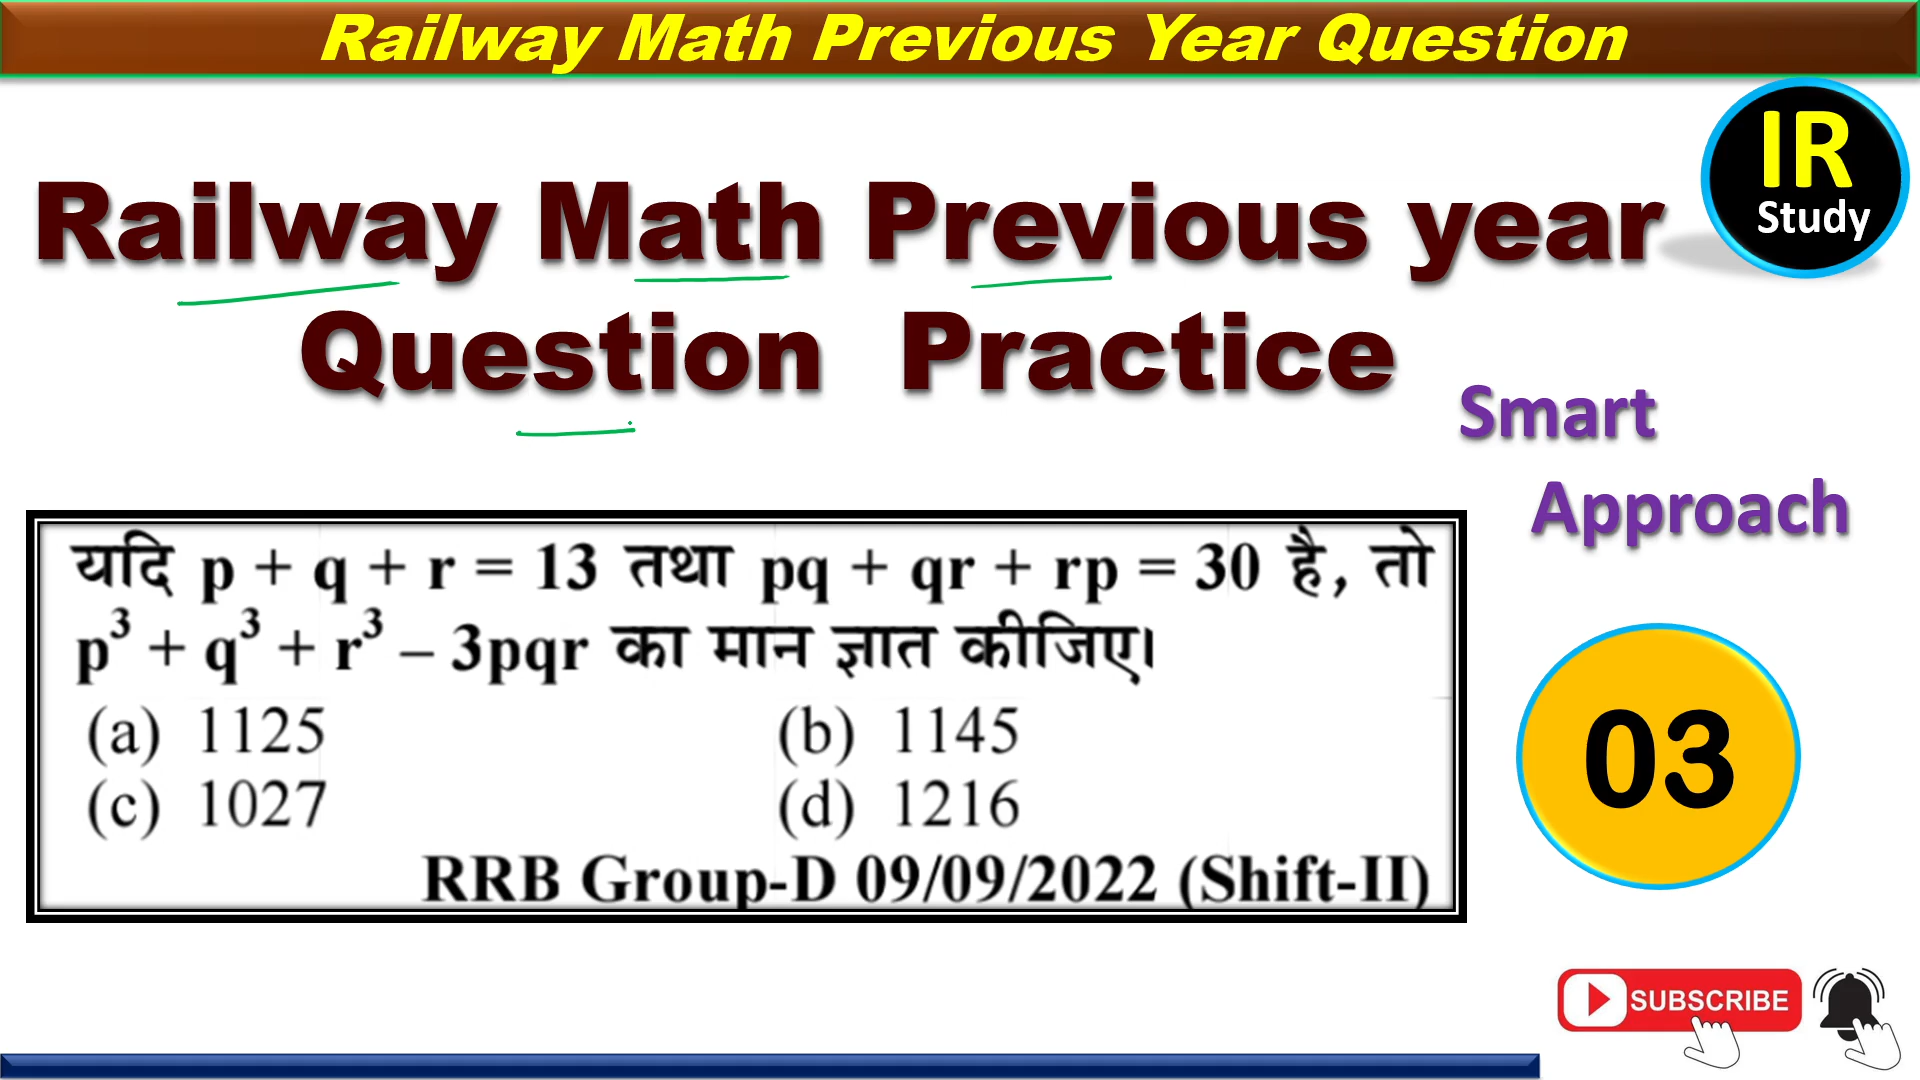 Railway Math Previous Year Question
IR
Study
Railway Math Previous year
Question Practice
Smart
Approach
यदि p + q + r = 13 तथा pq + qr + rp = 30 है, तो
p³ + q³ + r³ – 3pqr का मान ज्ञात कीजिए।
(a) 1125 (b) 1145
(c) 1027 (d) 1216
RRB Group-D 09/09/2022 (Shift-II)
03
SUBSCRIBE